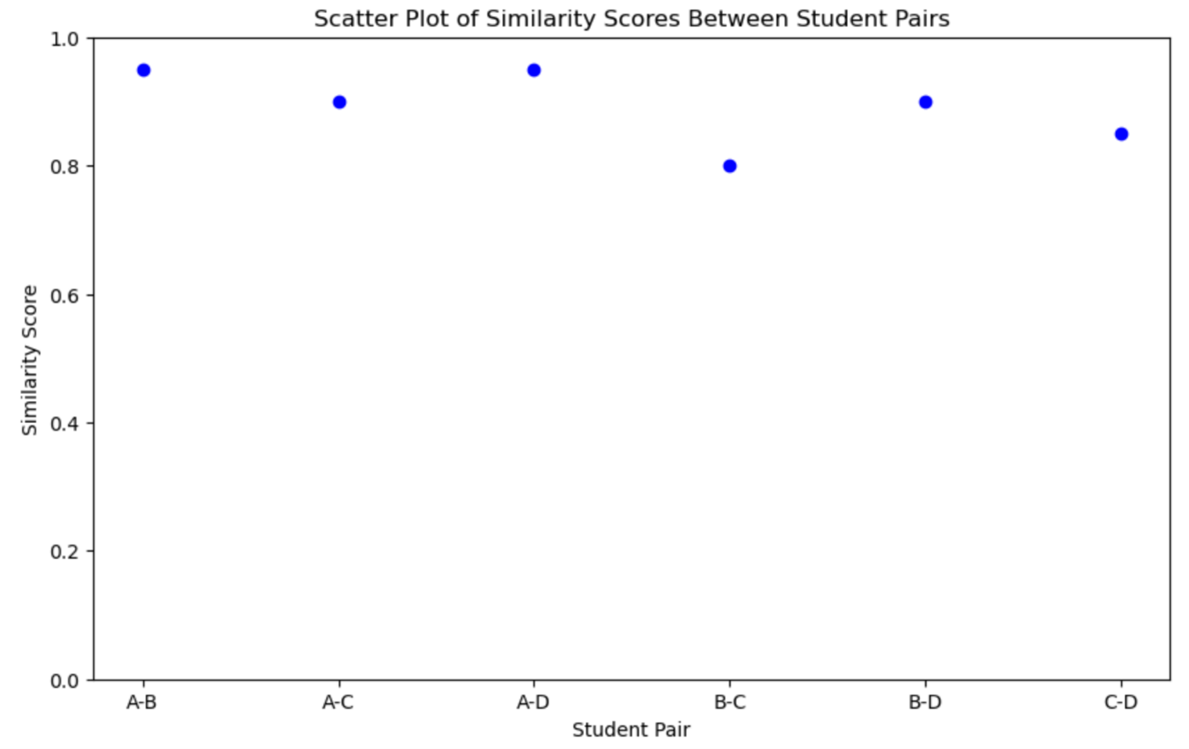 Scatter Plot of Similarity Scores Between Student Pairs
1.0
0.8
0.6
0.4
0.2
0.0
Similarity Score
A-B A-C A-D B-C B-D C-D
Student Pair